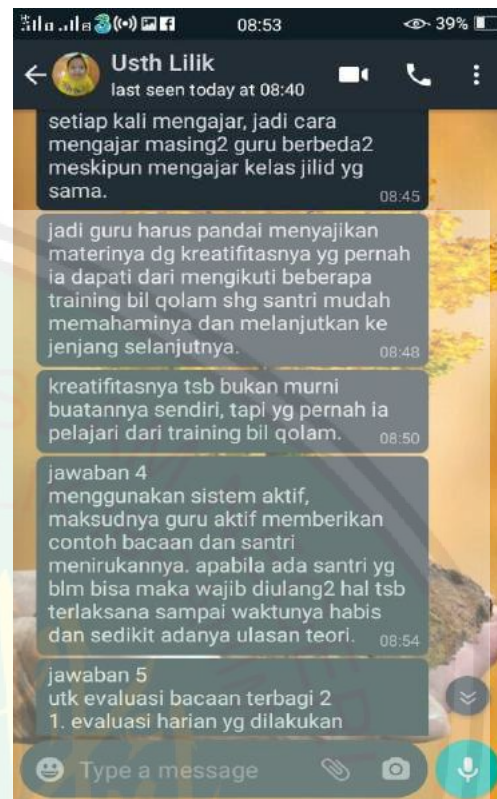 08:53
39%
Usth Lilik
last seen today at 08:40
setiap kali mengajar, jadi cara
mengajar masing2 guru berbeda2
meskipun mengajar kelas jilid yg
sama.
08:45
jadi guru harus pandai menyajikan
materinya dg kreatifitasnya yg pernah
ia dapati dari mengikuti beberapa
training bil qolam shg santri mudah
memahaminya dan melanjutkan ke
jenjang selanjutnya.
08:48
kreatifitasnya tsb bukan murni
buatannya sendiri, tapi yg pernah ia
pelajari dari training bil qolam.
08:50
jawaban 4
menggunakan sistem aktif,
maksudnya guru aktif memberikan
contoh bacaan dan santri
menirukannya. apabila ada santri yg
blm bisa maka wajib diulang2 hal tsb
terlaksana sampai waktunya habis
dan sedikit adanya ulasan teori.
08:54
jawaban 5
utk evaluasi bacaan terbagi 2
1. evaluasi harian yg dilakukan
Type a message